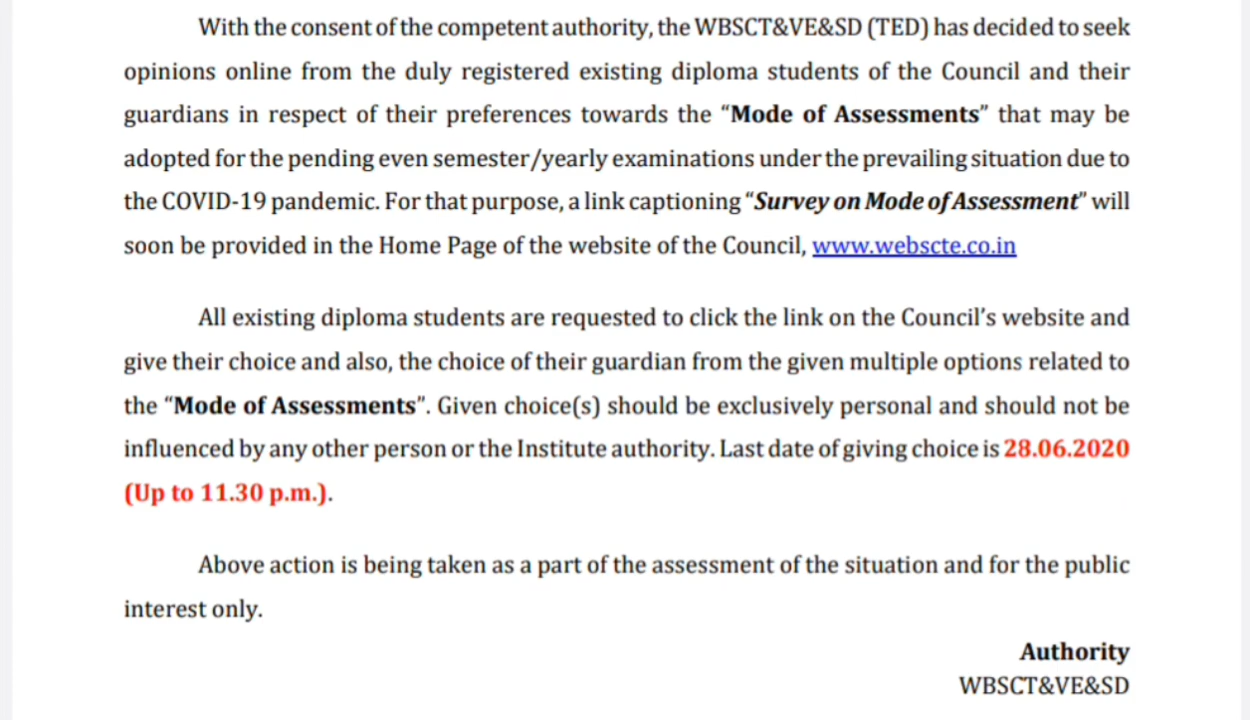 With the consent of the competent authority, the WBSCT&VE&SD (TED) has decided to seek
opinions online from the duly registered existing diploma students of the Council and their
guardians in respect of their preferences towards the “Mode of Assessments” that may be
adopted for the pending even semester/yearly examinations under the prevailing situation due to
the COVID-19 pandemic. For that purpose, a link captioning “Survey on Mode of Assessment” will
soon be provided in the Home Page of the website of the Council, www.webscte.co.in
All existing diploma students are requested to click the link on the Council’s website and
give their choice and also, the choice of their guardian from the given multiple options related to
the “Mode of Assessments”. Given choice(s) should be exclusively personal and should not be
influenced by any other person or the Institute authority. Last date of giving choice is 28.06.2020
(Up to 11.30 p.m.).
Above action is being taken as a part of the assessment of the situation and for the public
interest only.
Authority
WBSCT&VE&SD